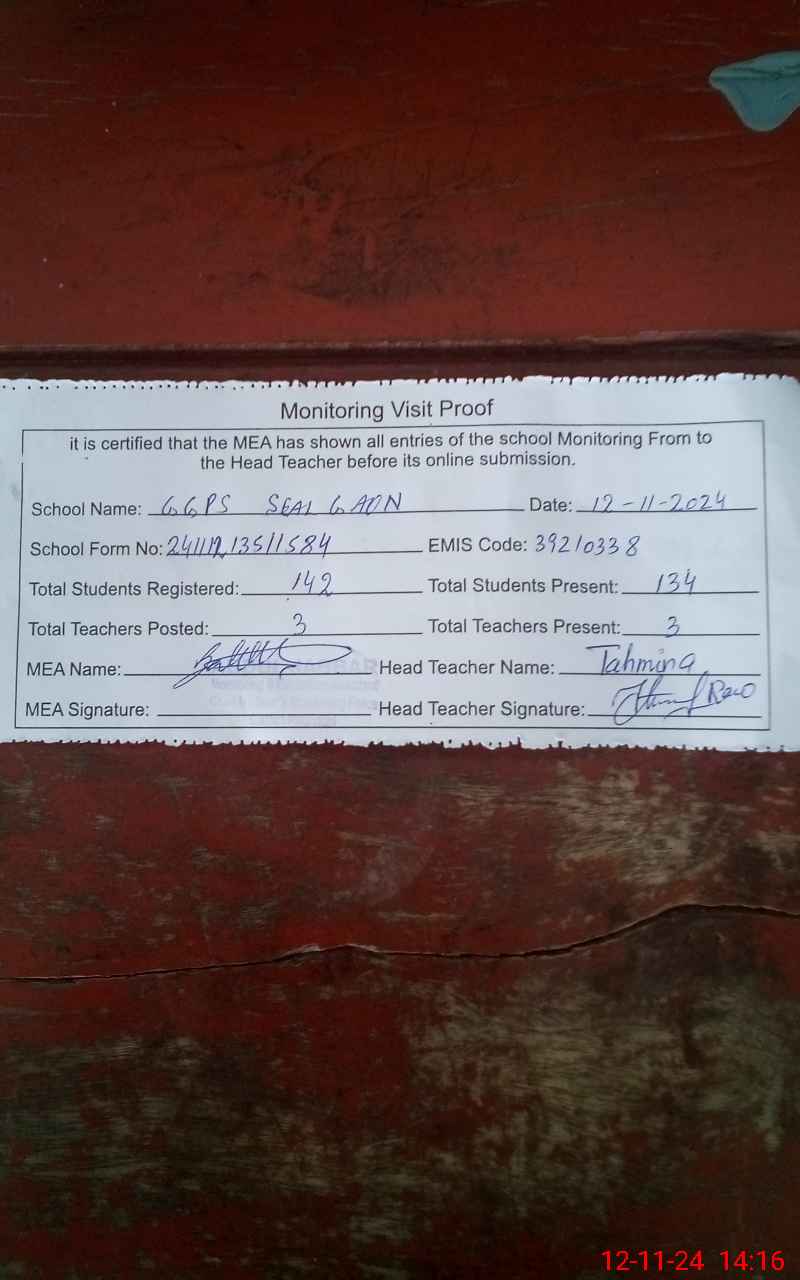 Monitoring Visit Proof
it is certified that the MEA has shown all entries of the school Monitoring From to
the Head Teacher before its online submission.
School Name: GGPS SEAL GAON Date: 12-11-2024
School Form No: EMIS Code: 39210338
Total Students Registered: 142 Total Students Present: 134
Total Teachers Posted: 3 Total Teachers Present: 3
MEA Name: Head Teacher Name: Tahmina
MEA Signature: Head Teacher Signature:
12-11-24 14:16